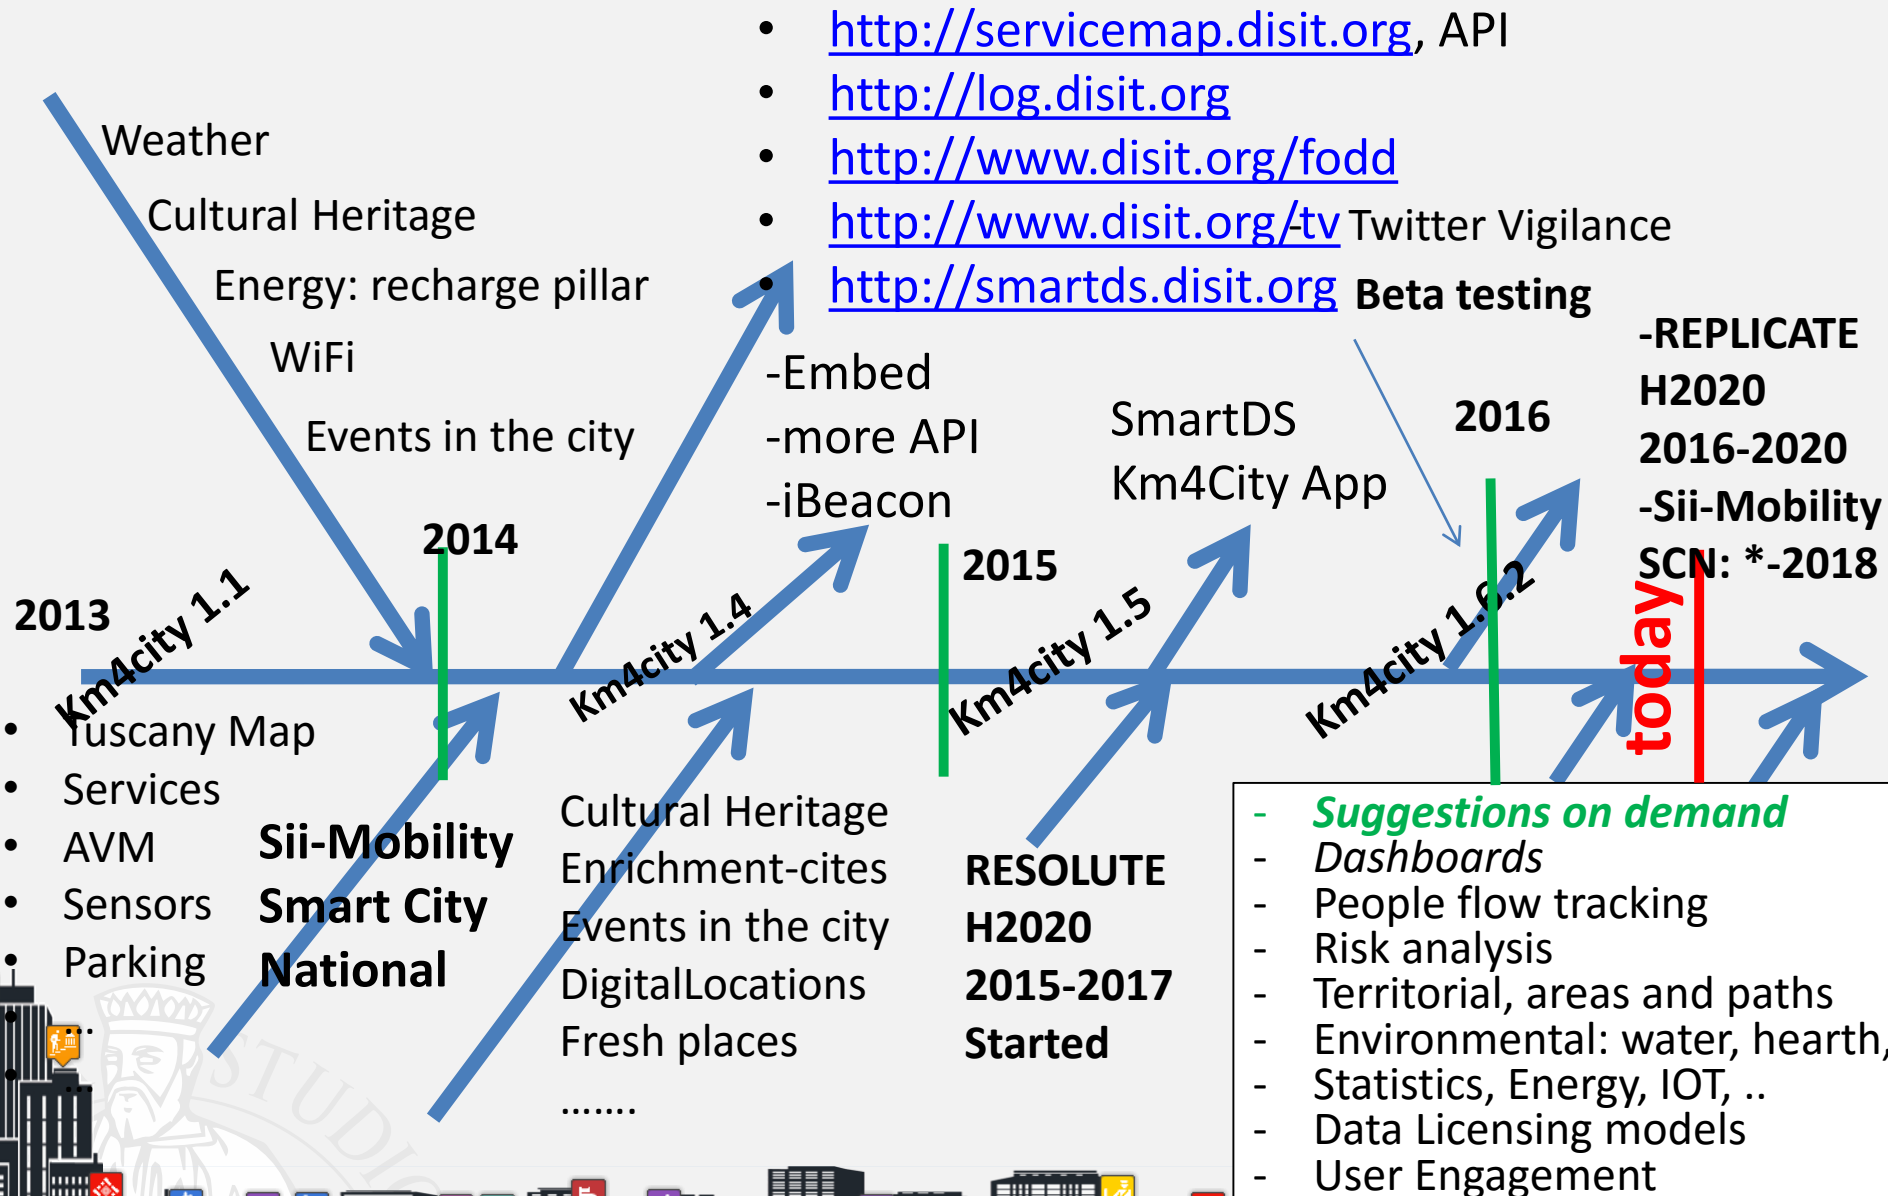 • http://servicemap.disit.org, API
• http://log.disit.org
• http://www.disit.org/fodd
• http://www.disit.org/tv - Twitter Vigilance
• http://smartds.disit.org
Beta testing
Weather
Cultural Heritage
Energy: recharge pillar
WiFi
Events in the city
-Embed
-more API
-iBeacon
SmartDS
Km4City App
-REPLICATE
H2020
2016-2020
-Sii-Mobility
SCN: *-2018
2013
2014
2015
2016
Km4city 1.1
Km4city 1.4
Km4city 1.5
Km4city 1.6.2
today
• Tuscany Map
• Services
• AVM
• Sensors
• Parking
• ...
• ...
Sii-Mobility
Smart City
National
Cultural Heritage
Enrichment-cites
Events in the city
DigitalLocations
Fresh places
.......
RESOLUTE
H2020
2015-2017
Started
- Suggestions on demand
- Dashboards
- People flow tracking
- Risk analysis
- Territorial, areas and paths
- Environmental: water, hearth,
- Statistics, Energy, IOT, ..
- Data Licensing models
- User Engagement
STUDIO